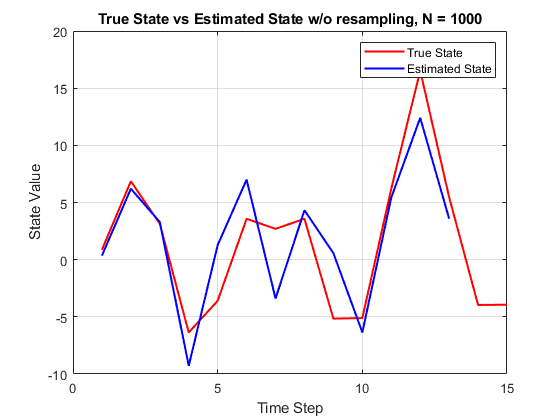 True State vs Estimated State w/o resampling, N = 1000
True State
Estimated State
State Value
20
15
10
5
0
-5
-10
0
5
10
15
Time Step